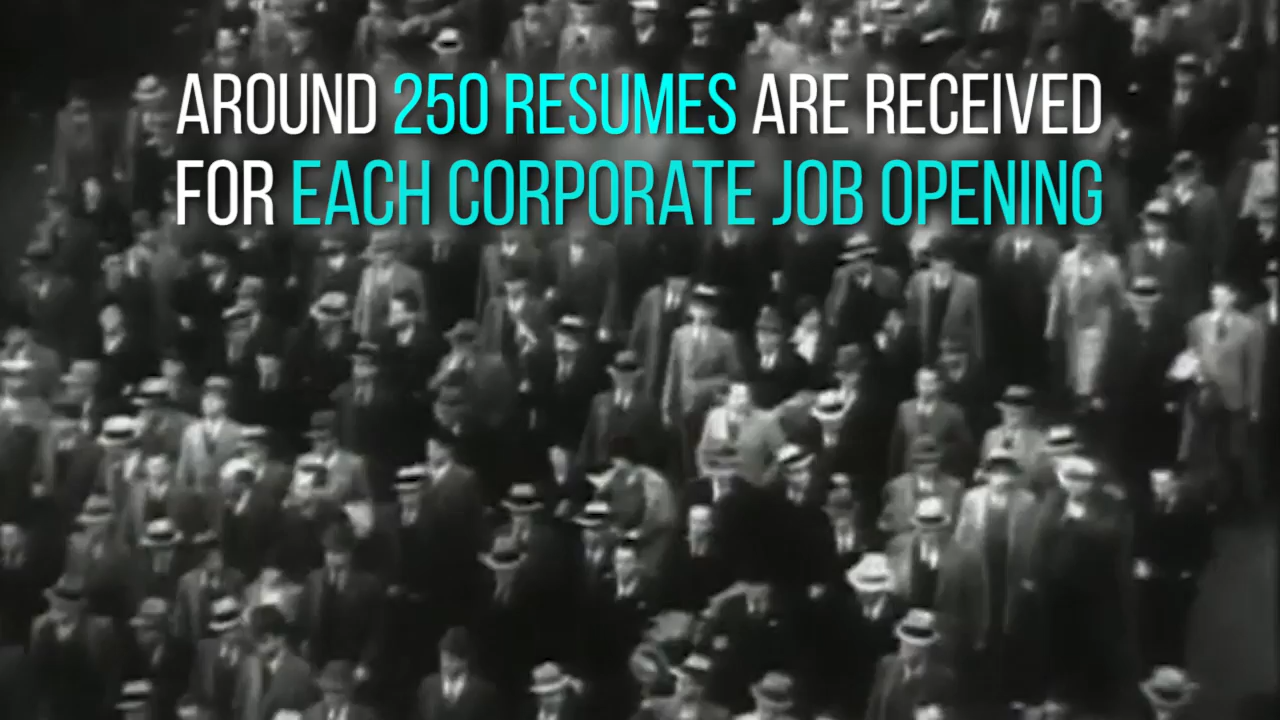 AROUND 250 RESUMES ARE RECEIVED
FOR EACH CORPORATE JOB OPENING